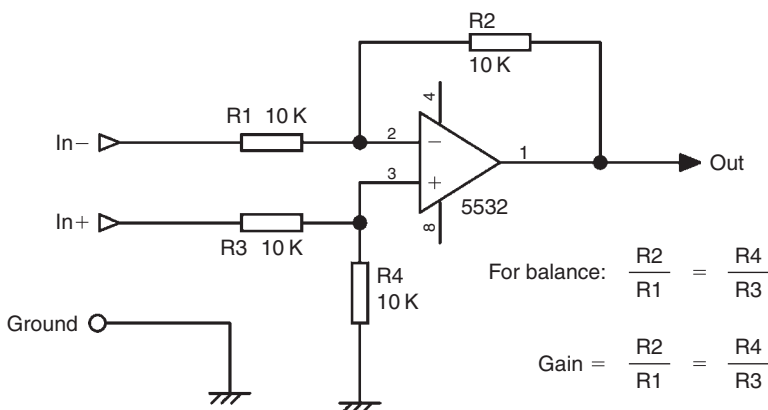 R2
10 K
4
R1 10 K
In−
2
−
1
Out
3
+
In+
5532
8
R3 10 K
R4
10 K
For balance: R2/R1 = R4/R3
Ground
Gain = R2/R1 = R4/R3